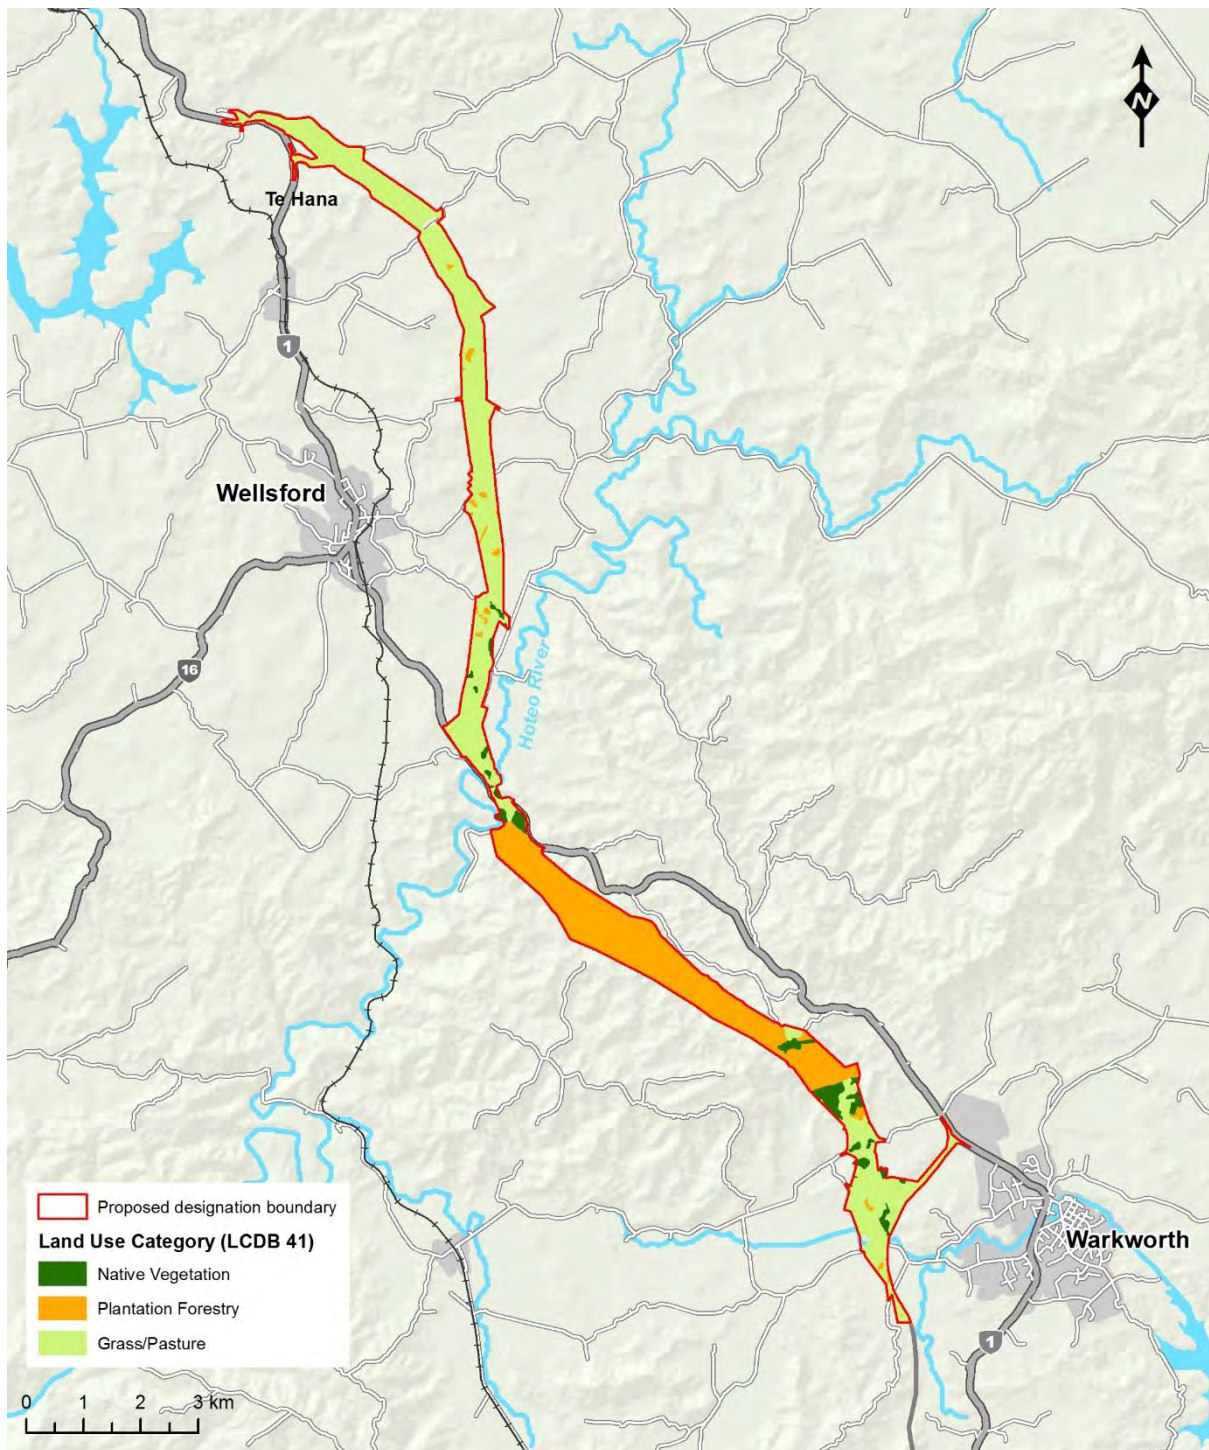 N
Te Hana
1
Wellsford
16
Hoteo River
Warkworth
1
Proposed designation boundary
Land Use Category (LCDB 41)
Native Vegetation
Plantation Forestry
Grass/Pasture
0 1 2 3 km